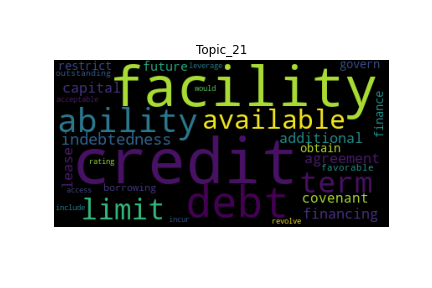 Topic_21
restrict future leverage govern
outstanding would
capital facility finance
acceptable
ability available
indebtedness additional
obtain
lease credit agreement
rating favorable
access borrowing term
covenant
include limit debt financing
incur revolve